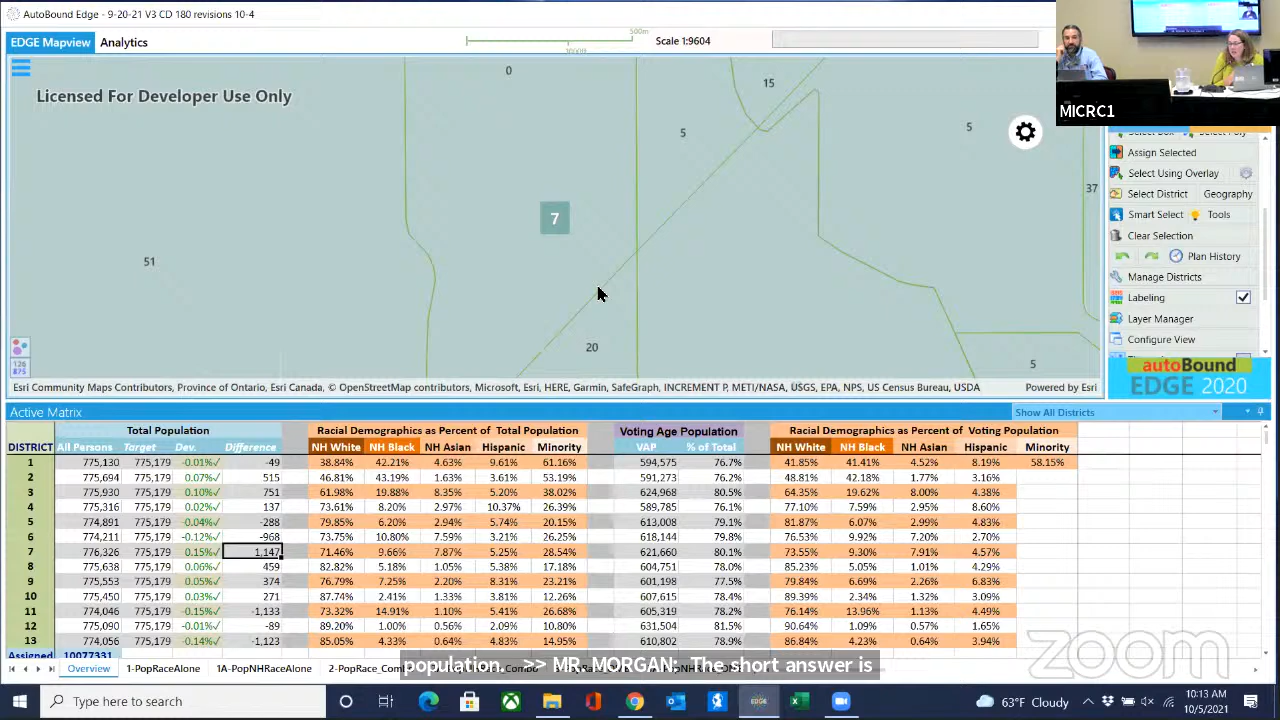 AutoBound Edge - 9-20-21 V3 CD 180 revisions 10-4
EDGE Mapview Analytics
500m
Scale 1:9604
MICRC1
Licensed For Developer Use Only
0
15
5
5
37
7
51
20
5
Assign Selected
Select Using Overlay
Select District Geography
Smart Select Tools
Clear Selection
Plan History
Manage Districts
Labeling
Layer Manager
Configure View
autoBound
EDGE 2020
Esri Community Maps Contributors, Province of Ontario, Esri Canada, © OpenStreetMap contributors, Microsoft, Esri, HERE, Garmin, SafeGraph, INCREMENT P, METI/NASA, USGS, EPA, NPS, US Census Bureau, USDA Powered by Esri
Active Matrix Show All Districts
Total Population Racial Demographics as Percent of Total Population Voting Age Population Racial Demographics as Percent of Voting Population
DISTRICT All Persons Target Dev. Difference NH White NH Black NH Asian Hispanic Minority VAP % of Total NH White NH Black NH Asian Hispanic Minority
1 775,130 775,179 -0.01%✓ -49 38.84% 42.21% 4.63% 9.61% 61.16% 594,575 76.7% 41.85% 41.41% 4.52% 8.19% 58.15%
2 775,694 775,179 0.07%✓ 515 46.81% 43.19% 1.63% 3.61% 53.19% 591,273 76.2% 48.81% 42.18% 1.77% 3.16%
3 775,930 775,179 0.10%✓ 751 61.98% 19.88% 8.35% 5.20% 38.02% 624,968 80.5% 64.35% 19.62% 8.00% 4.38%
4 775,316 775,179 0.02%✓ 137 73.61% 8.20% 2.97% 10.37% 26.39% 589,785 76.1% 77.10% 7.59% 2.95% 8.60%
5 774,891 775,179 -0.04%✓ -288 79.85% 6.20% 2.94% 5.74% 20.15% 613,008 79.1% 81.87% 6.07% 2.99% 4.83%
6 774,211 775,179 -0.12%✓ -968 73.75% 10.80% 7.59% 3.21% 26.25% 618,144 79.8% 76.53% 9.92% 7.20% 2.70%
7 776,326 775,179 0.15%✓ 1,147 71.46% 9.66% 7.87% 5.25% 28.54% 621,660 80.1% 73.55% 9.30% 7.91% 4.57%
8 775,638 775,179 0.06%✓ 459 82.82% 5.18% 1.05% 5.38% 17.18% 604,751 78.0% 85.23% 5.05% 1.01% 4.29%
9 775,553 775,179 0.05%✓ 374 76.79% 7.25% 2.20% 8.31% 23.21% 601,198 77.5% 79.84% 6.69% 2.26% 6.83%
10 775,450 775,179 0.03%✓ 271 87.74% 2.41% 1.33% 3.81% 12.26% 607,615 78.4% 89.39% 2.34% 1.32% 3.09%
11 774,046 775,179 -0.15%✓ -1,133 73.32% 14.91% 1.10% 5.41% 26.68% 605,319 78.2% 76.14% 13.96% 1.13% 4.49%
12 775,090 775,179 -0.01%✓ -89 89.20% 1.00% 0.56% 2.09% 10.80% 631,504 81.5% 90.64% 1.09% 0.57% 1.65%
13 774,056 775,179 -0.14%✓ -1,123 85.05% 4.33% 0.64% 4.83% 14.95% 610,802 78.9% 86.84% 4.23% 0.64% 3.94%
Assigned 10077331
Overview 1-PopRaceAlone 1A-PopNHRaceAlone
population. >> MR. MORGAN: The short answer is
zoom
Type here to search
63°F Cloudy
10:13 AM
10/5/2021